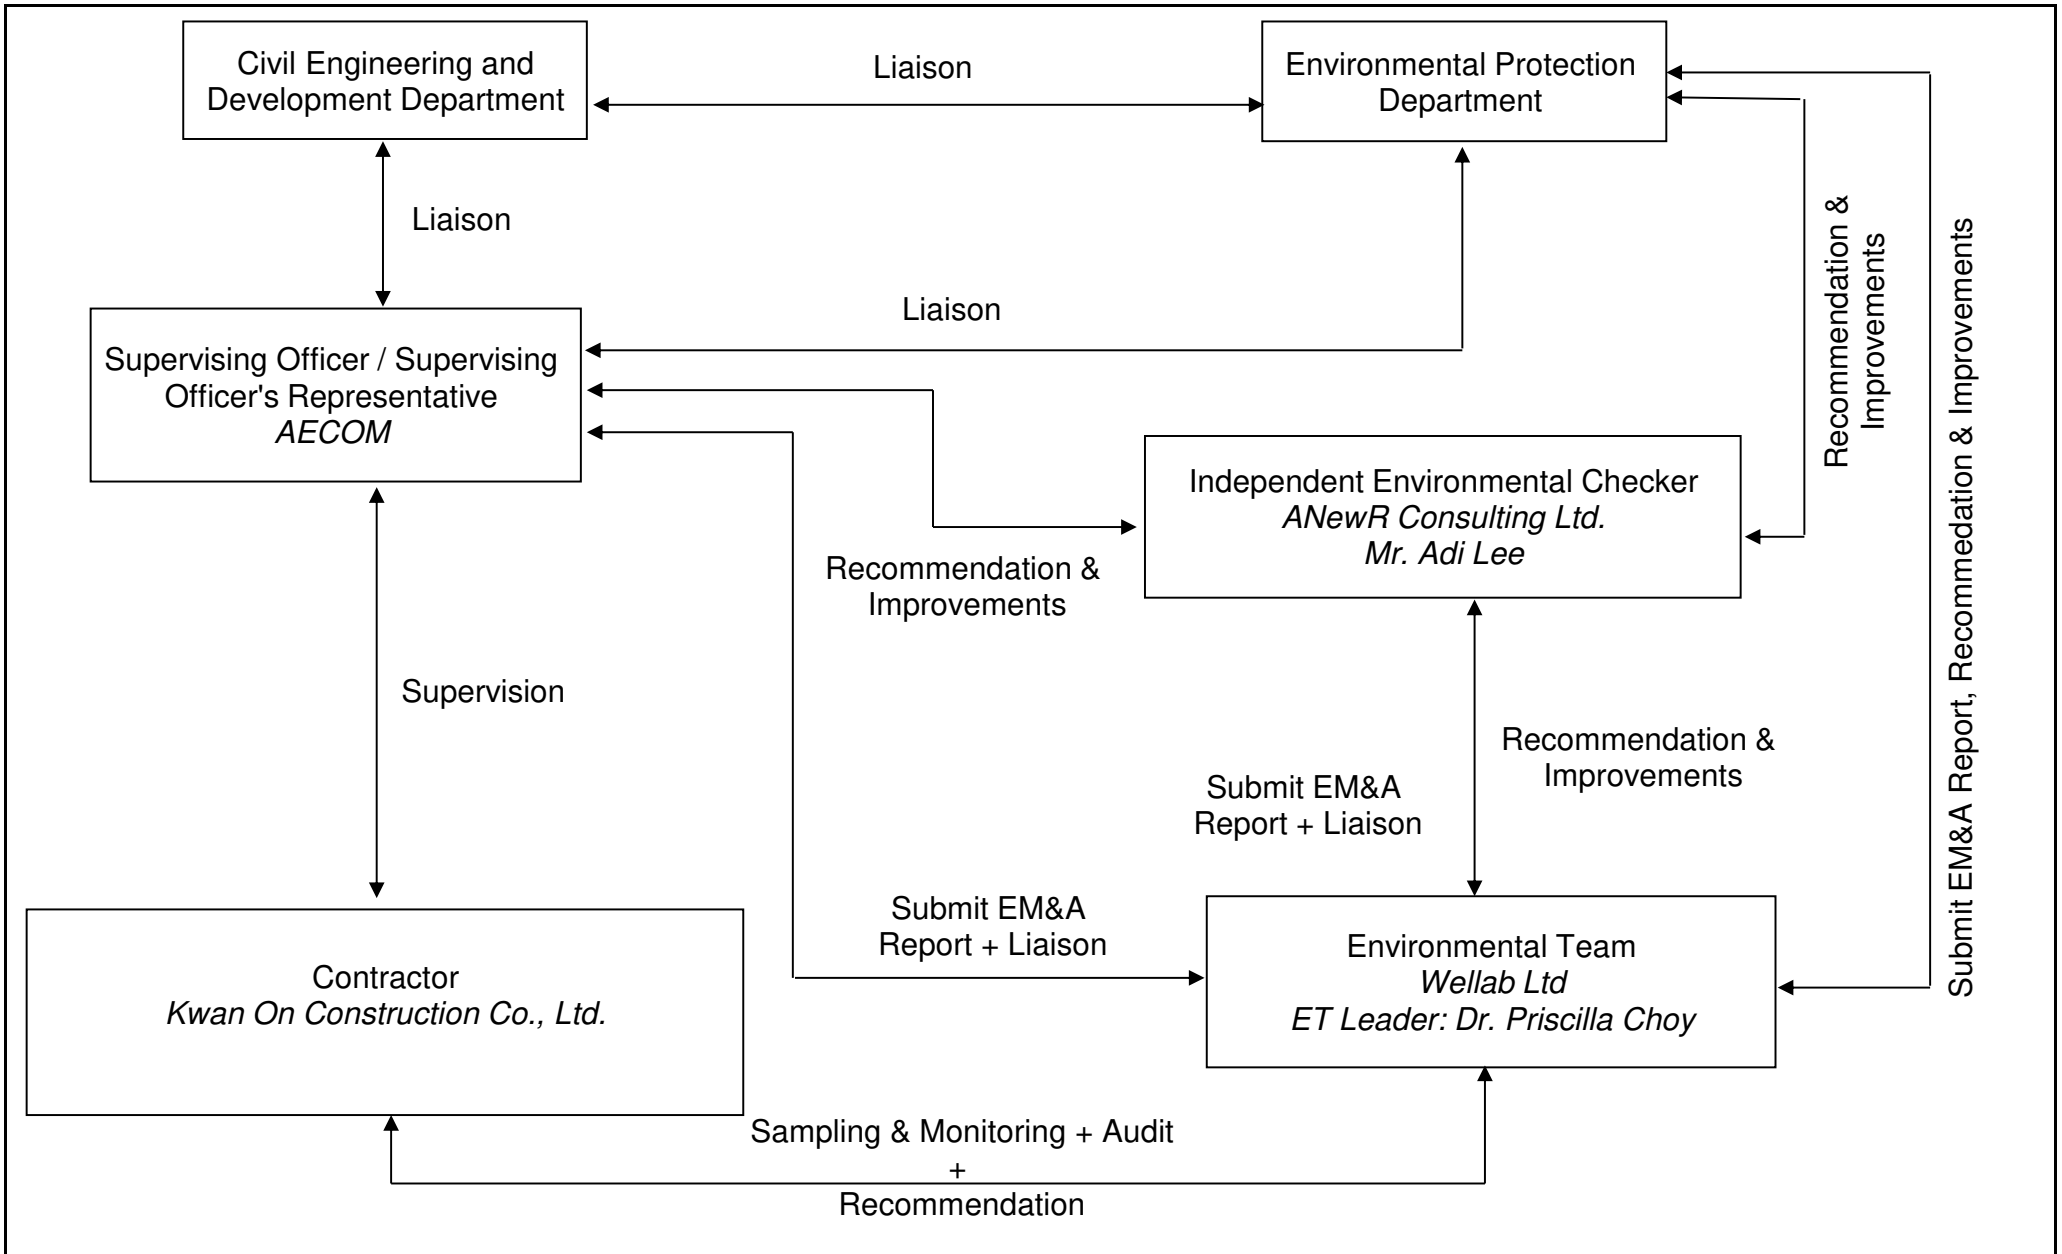 Civil Engineering and
Development Department
Liaison
Environmental Protection
Department
Liaison
Liaison
Supervising Officer / Supervising
Officer's Representative
AECOM
Recommendation &
Improvements
Submit EM&A Report, Recommedation & Improvements
Independent Environmental Checker
ANewR Consulting Ltd.
Mr. Adi Lee
Recommendation &
Improvements
Supervision
Recommendation &
Improvements
Submit EM&A
Report + Liaison
Submit EM&A
Report + Liaison
Contractor
Kwan On Construction Co., Ltd.
Environmental Team
Wellab Ltd
ET Leader: Dr. Priscilla Choy
Sampling & Monitoring + Audit
+
Recommendation